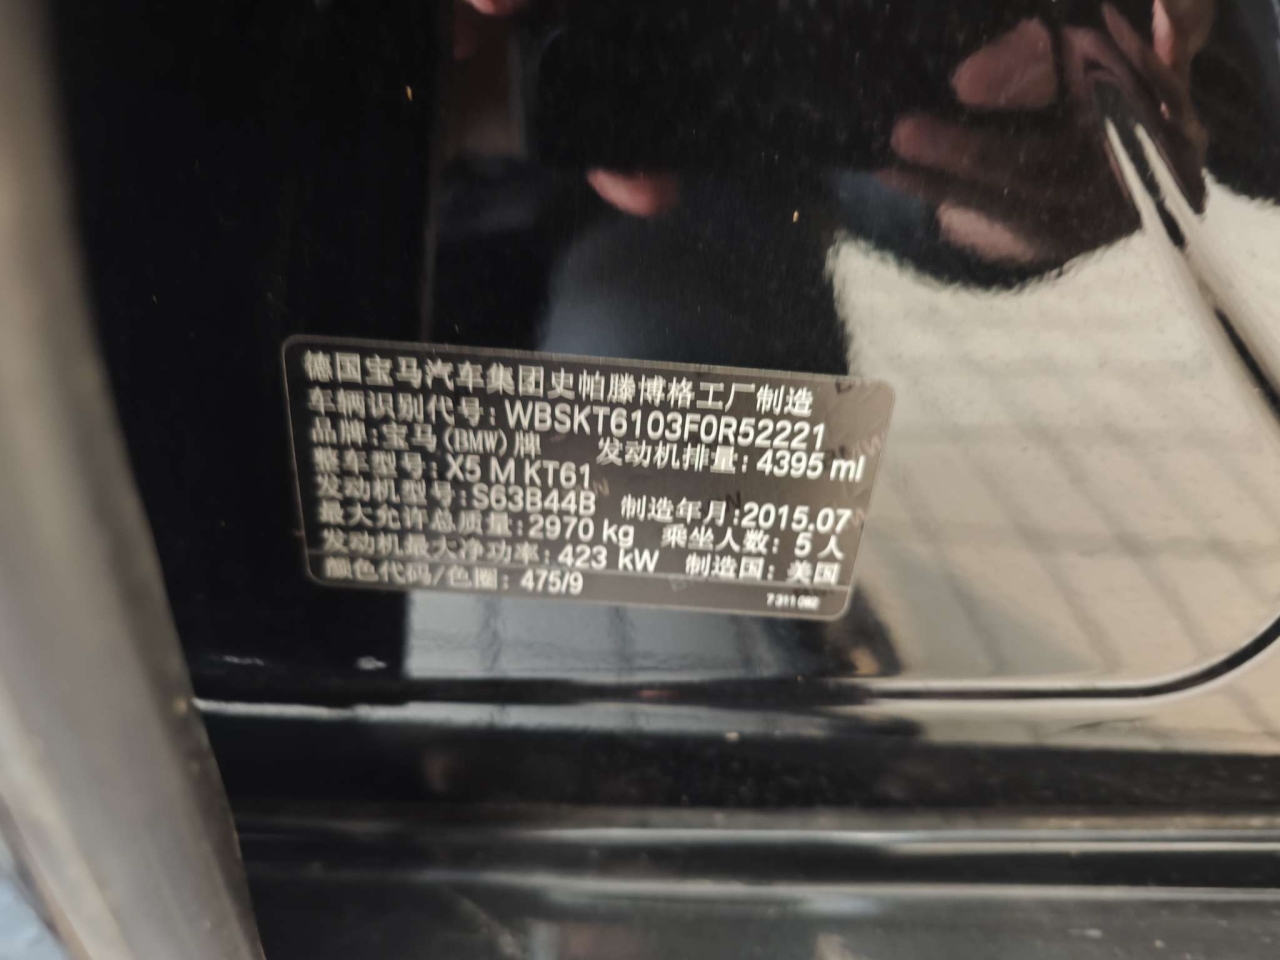 德国宝马汽车集团史帕滕博格工厂制造
车辆识别代号: WBSKT6103F0R52221
品牌: 宝马(BMW)牌 发动机排量: 4395 ml
整车型号: X5 M KT61
发动机型号: S63B44B 制造年月: 2015.07
最大允许总质量: 2970 kg 乘坐人数: 5 人
发动机最大净功率: 423 kW 制造国: 美国
颜色代码/色圈: 475/9